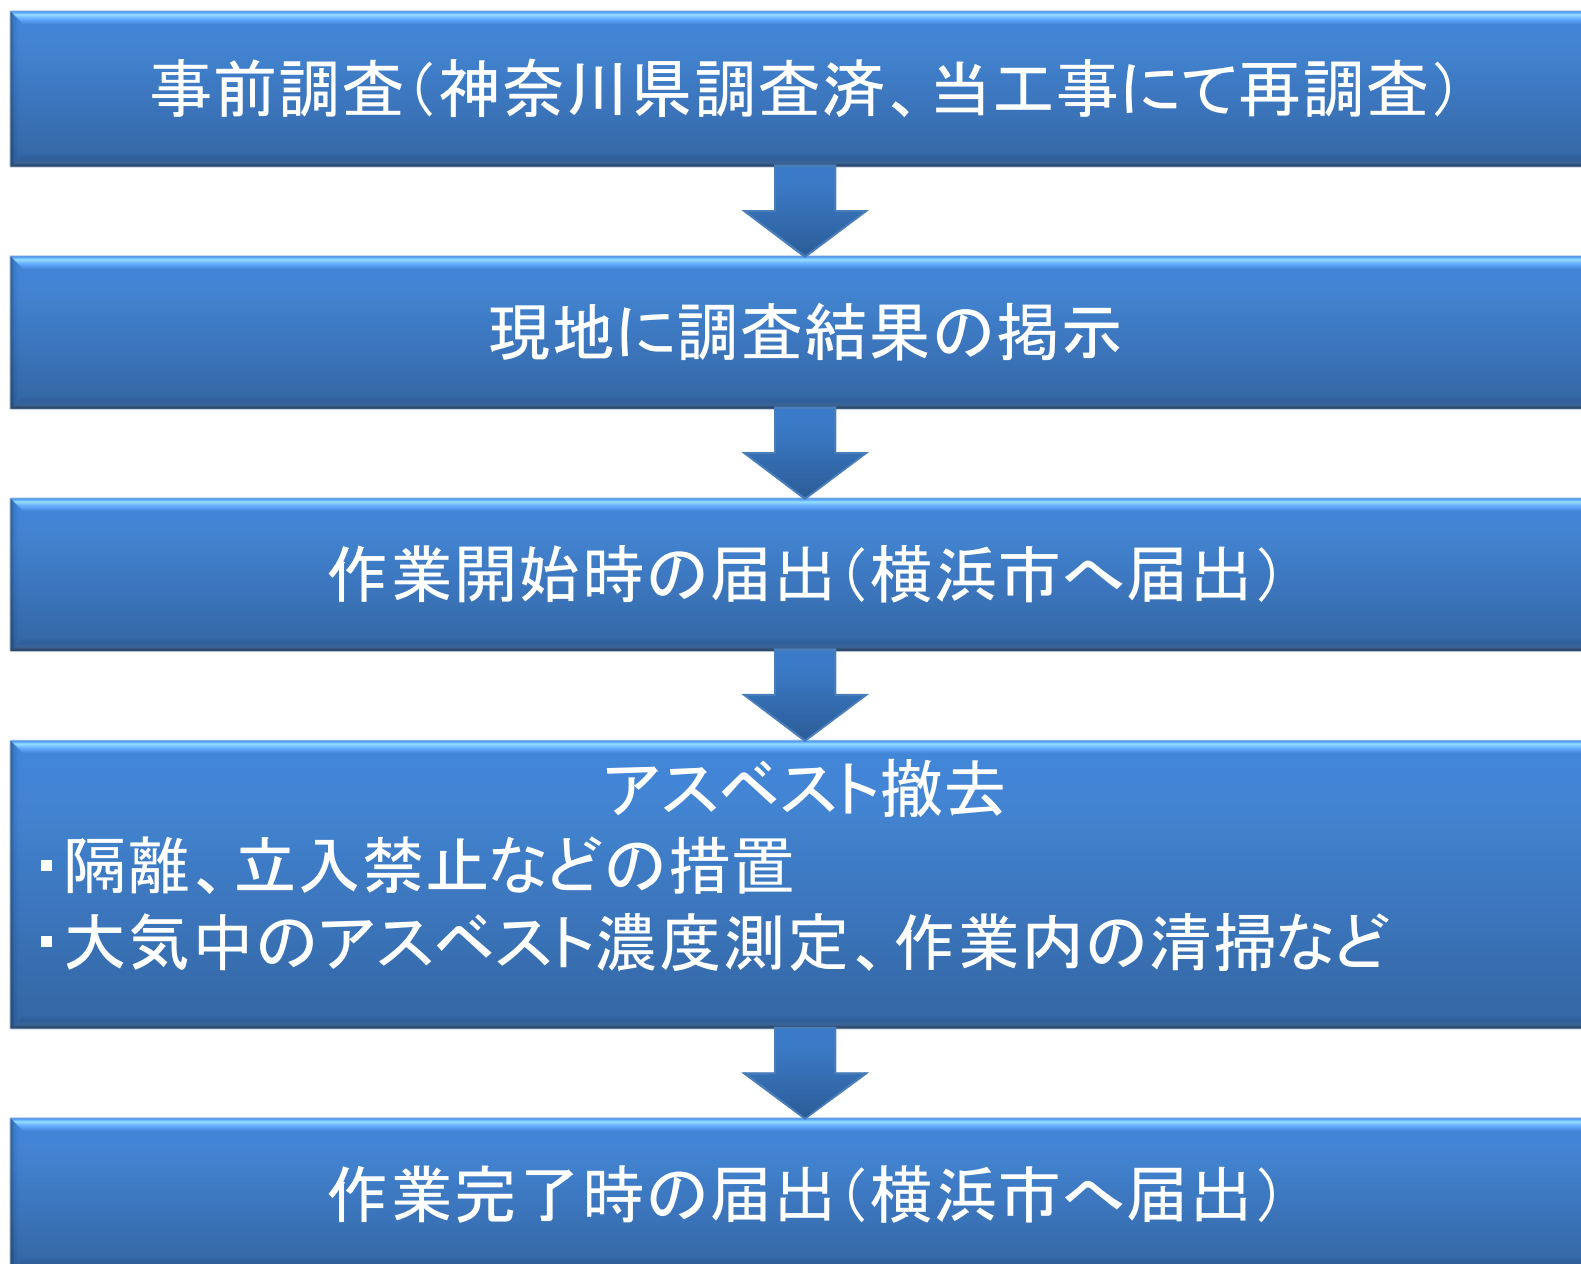 事前調査（神奈川県調査済、当工事にて再調査）
現地に調査結果の掲示
作業開始時の届出（横浜市へ届出）
アスベスト撤去
・隔離、立入禁止などの措置
・大気中のアスベスト濃度測定、作業内の清掃など
作業完了時の届出（横浜市へ届出）